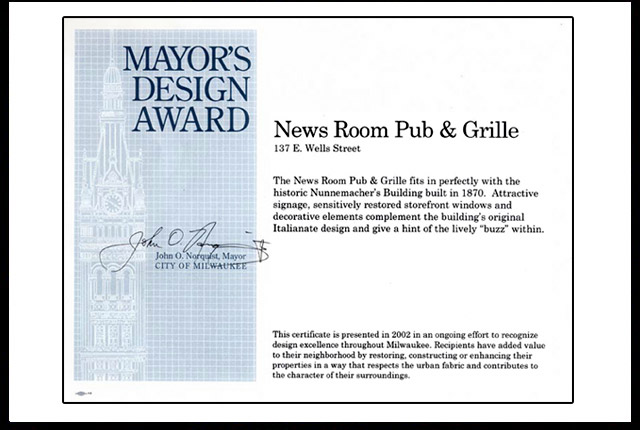 MAYOR'S
DESIGN
AWARD
John O. Norquist, Mayor
CITY OF MILWAUKEE
News Room Pub & Grille
137 E. Wells Street
The News Room Pub & Grille fits in perfectly with the
historic Nunnemacher's Building built in 1870. Attractive
signage, sensitively restored storefront windows and
decorative elements complement the building's original
Italianate design and give a hint of the lively "buzz" within.
This certificate is presented in 2002 in an ongoing effort to recognize
design excellence throughout Milwaukee. Recipients have added value
to their neighborhood by restoring, constructing or enhancing their
properties in a way that respects the urban fabric and contributes to
the character of their surroundings.